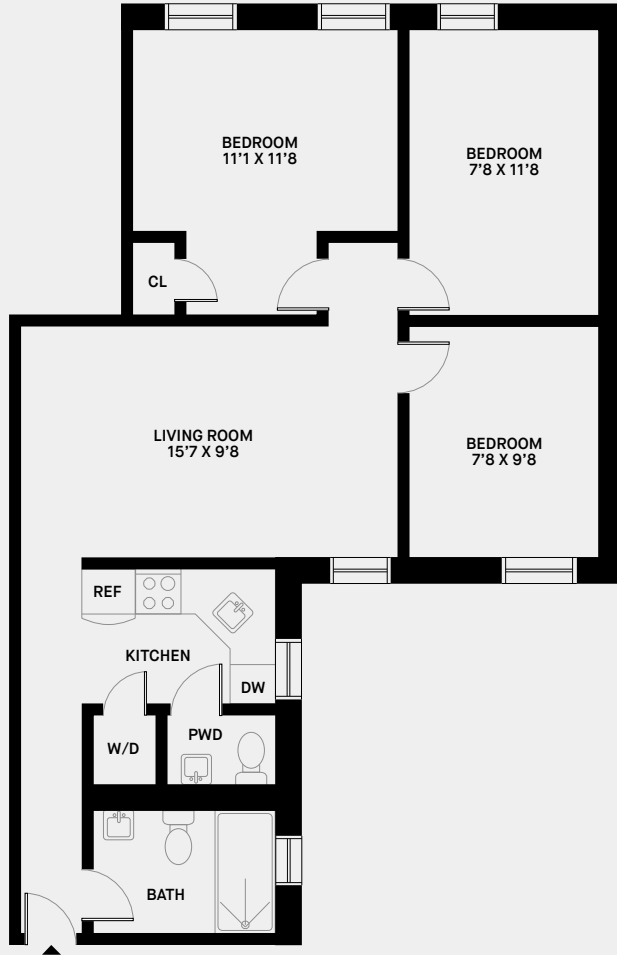 BEDROOM
11'1 X 11'8
BEDROOM
7'8 X 11'8
CL
LIVING ROOM
15'7 X 9'8
BEDROOM
7'8 X 9'8
REF
KITCHEN
DW
W/D
PWD
BATH